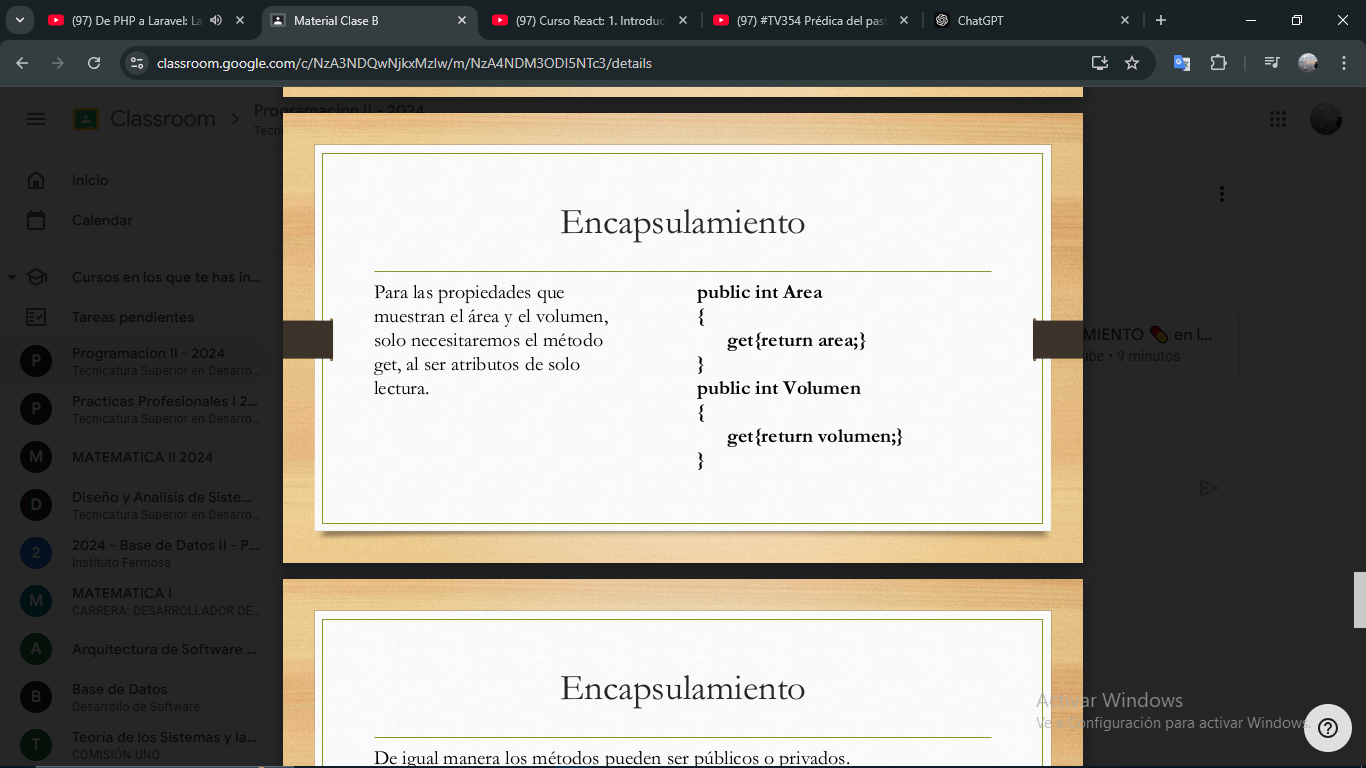 (97) De PHP a Laravel: La
Material Clase B
(97) Curso React: 1. Introduc
(97) #TV354 Prédica del past
ChatGPT
classroom.google.com/c/NzA3NDQwNjkxMzIw/m/NzA4NDM3ODI5NTc3/details
Classroom
Programacion II - 2024
Inicio
Calendar
Cursos en los que te has in...
Tareas pendientes
P
Programacion II - 2024
Tecnicatura Superior en Desarro...
P
Practicas Profesionales I 2...
Tecnicatura Superior en Desarro...
M
MATEMATICA II 2024
D
Diseño y Analisis de Siste...
Tecnicatura Superior en Desarro...
2
2024 - Base de Datos II - P...
Instituto Fermosa
M
MATEMATICA I
CARRERA: DESARROLLADOR DE...
A
Arquitectura de Software ...
B
Base de Datos
Desarrollo de Software
T
Teoria de los Sistemas y la...
COMISIÓN UNO
Encapsulamiento
Para las propiedades que
muestran el área y el volumen,
solo necesitaremos el método
get, al ser atributos de solo
lectura.
public int Area
{
get{return area;}
}
public int Volumen
{
get{return volumen;}
}
MIENTO 💊 en l...
ube • 9 minutos
Encapsulamiento
De igual manera los métodos pueden ser públicos o privados.
Activar Windows
Ve a Configuración para activar Windows.